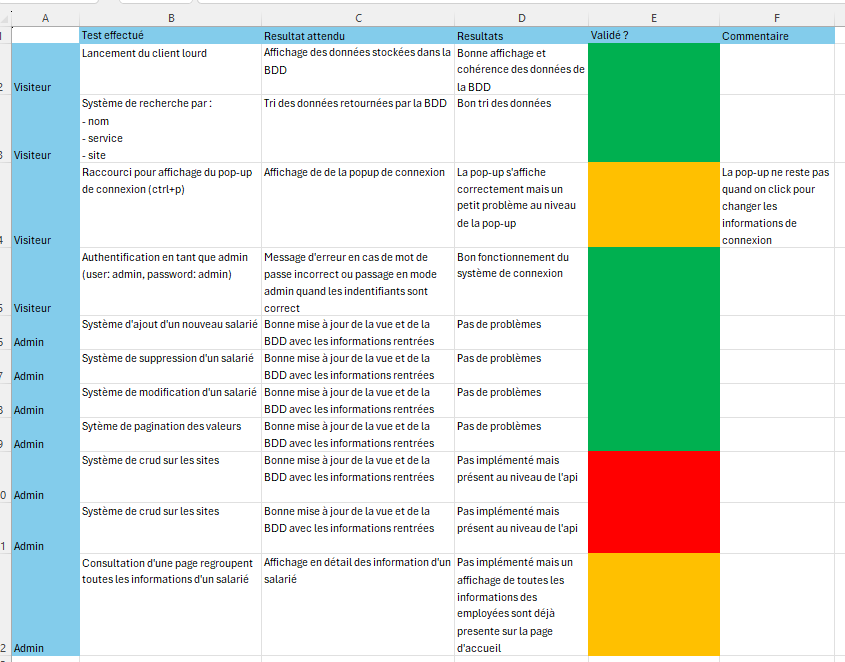 A B C D E F
Test effectué Resultat attendu Resultats Validé ? Commentaire
Visiteur
Lancement du client lourd
Affichage des données stockées dans la
BDD
Bonne affichage et
cohérence des données de
la BDD
Visiteur
Système de recherche par :
- nom
- service
- site
Tri des données retournées par la BDD
Bon tri des données
Visiteur
Raccourci pour affichage du pop-up
de connexion (ctrl+p)
Affichage de de la popup de connexion
La pop-up s'affiche
correctement mais un
petit problème au niveau
de la pop-up
La pop-up ne reste pas
quand on click pour
changer les
informations de
connexion
Visiteur
Authentification en tant que admin
(user: admin, password: admin)
Message d'erreur en cas de mot de
passe incorrect ou passage en mode
admin quand les indentifiants sont
correct
Bon fonctionnement du
système de connexion
Admin
Système d'ajout d'un nouveau salarié
Bonne mise à jour de la vue et de la
BDD avec les informations rentrées
Pas de problèmes
Admin
Système de suppression d'un salarié
Bonne mise à jour de la vue et de la
BDD avec les informations rentrées
Pas de problèmes
Admin
Système de modification d'un salarié
Bonne mise à jour de la vue et de la
BDD avec les informations rentrées
Pas de problèmes
Admin
Sytème de pagination des valeurs
Bonne mise à jour de la vue et de la
BDD avec les informations rentrées
Pas de problèmes
Admin
Système de crud sur les sites
Bonne mise à jour de la vue et de la
BDD avec les informations rentrées
Pas implémenté mais
présent au niveau de l'api
Admin
Système de crud sur les sites
Bonne mise à jour de la vue et de la
BDD avec les informations rentrées
Pas implémenté mais
présent au niveau de l'api
Admin
Consultation d'une page regroupent
toutes les informations d'un salarié
Affichage en détail des information d'un
salarié
Pas implémenté mais un
affichage de toutes les
informations des
employées sont déjà
presente sur la page
d'accueil